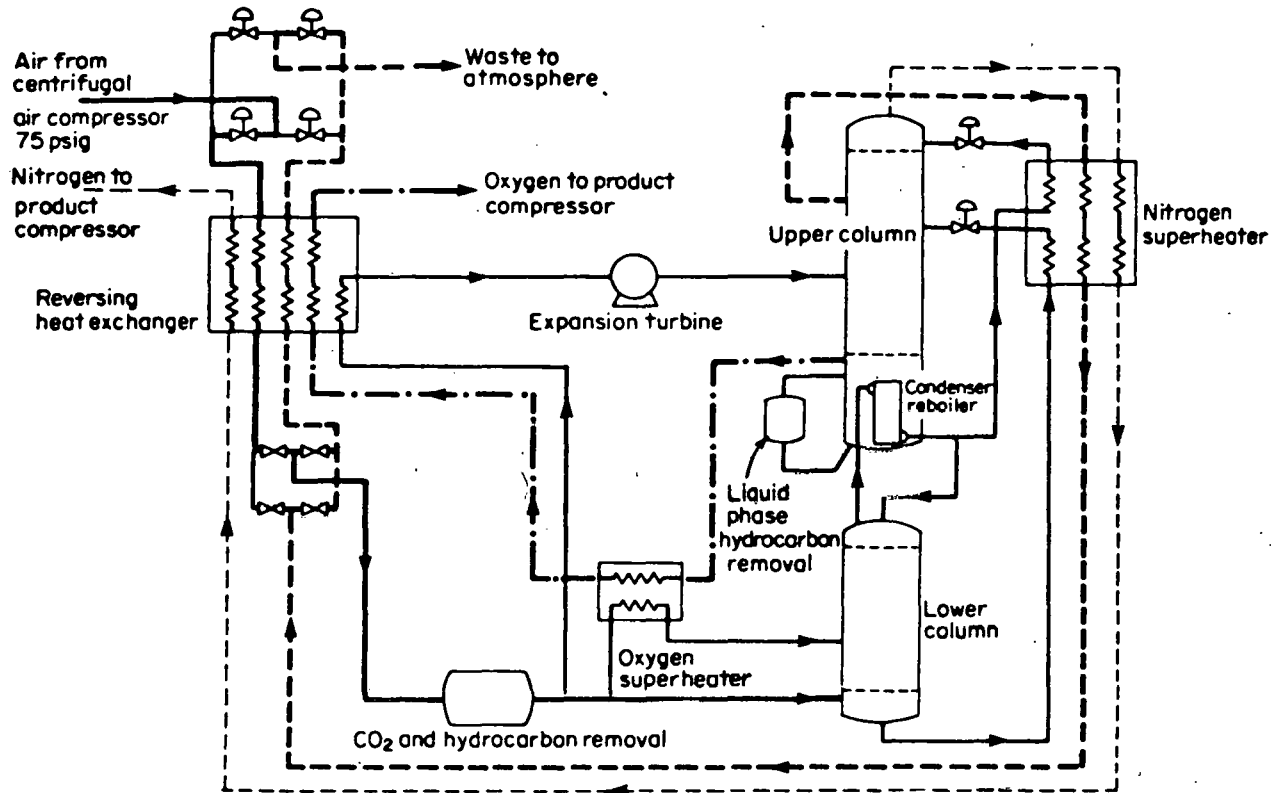 Air from
centrifugal
air compressor
75 psig
Waste to
atmosphere
Nitrogen to
product
compressor
Oxygen to product
compressor
Reversing
heat exchanger
Expansion turbine
Upper column
Nitrogen
superheater
Condenser
reboiler
Liquid
phase
hydrocarbon
removal
Lower
column
Oxygen
superheater
CO₂ and hydrocarbon removal